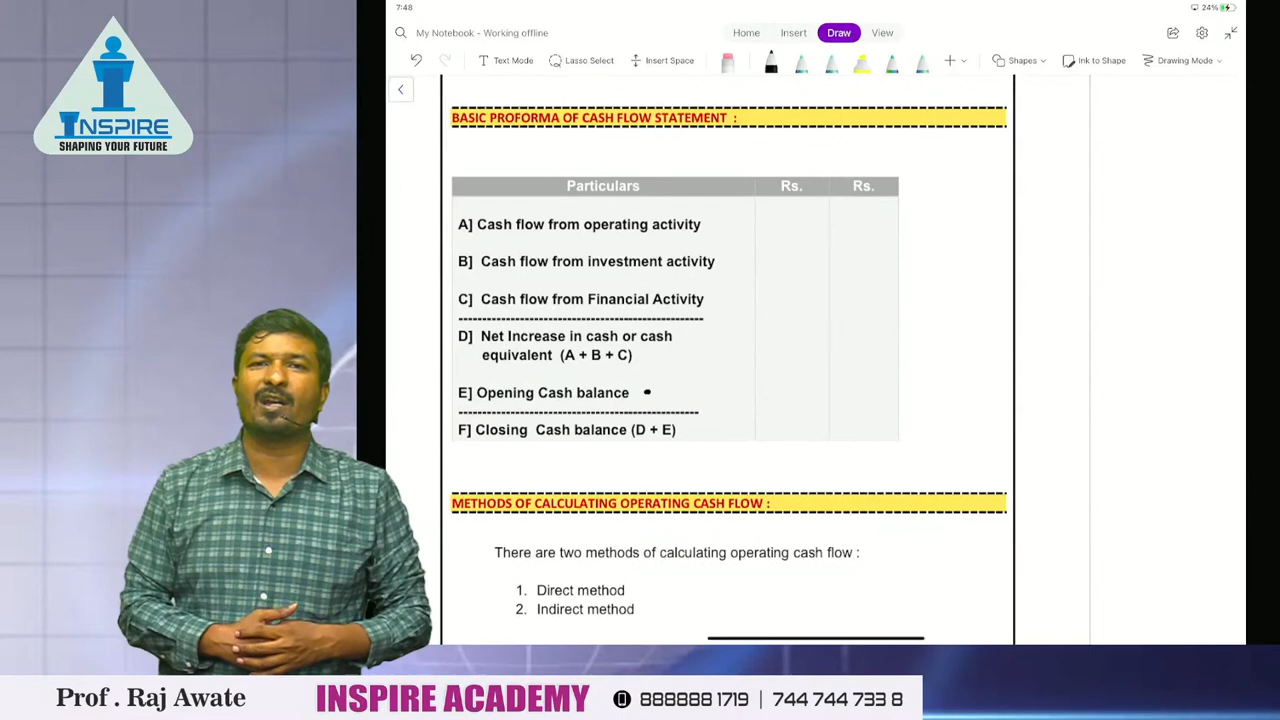 7:48
24%
My Notebook - Working offline
Home Insert Draw View
Text Mode Lasso Select Insert Space Shapes Ink to Shape Drawing Mode
INSPIRE
SHAPING YOUR FUTURE
BASIC PROFORMA OF CASH FLOW STATEMENT :
Particulars Rs. Rs.
A] Cash flow from operating activity
B] Cash flow from investment activity
C] Cash flow from Financial Activity
D] Net Increase in cash or cash
equivalent (A + B + C)
E] Opening Cash balance
F] Closing Cash balance (D + E)
METHODS OF CALCULATING OPERATING CASH FLOW :
There are two methods of calculating operating cash flow :
1. Direct method
2. Indirect method
Prof . Raj Awate INSPIRE ACADEMY 888888 1719 | 744 744 733 8